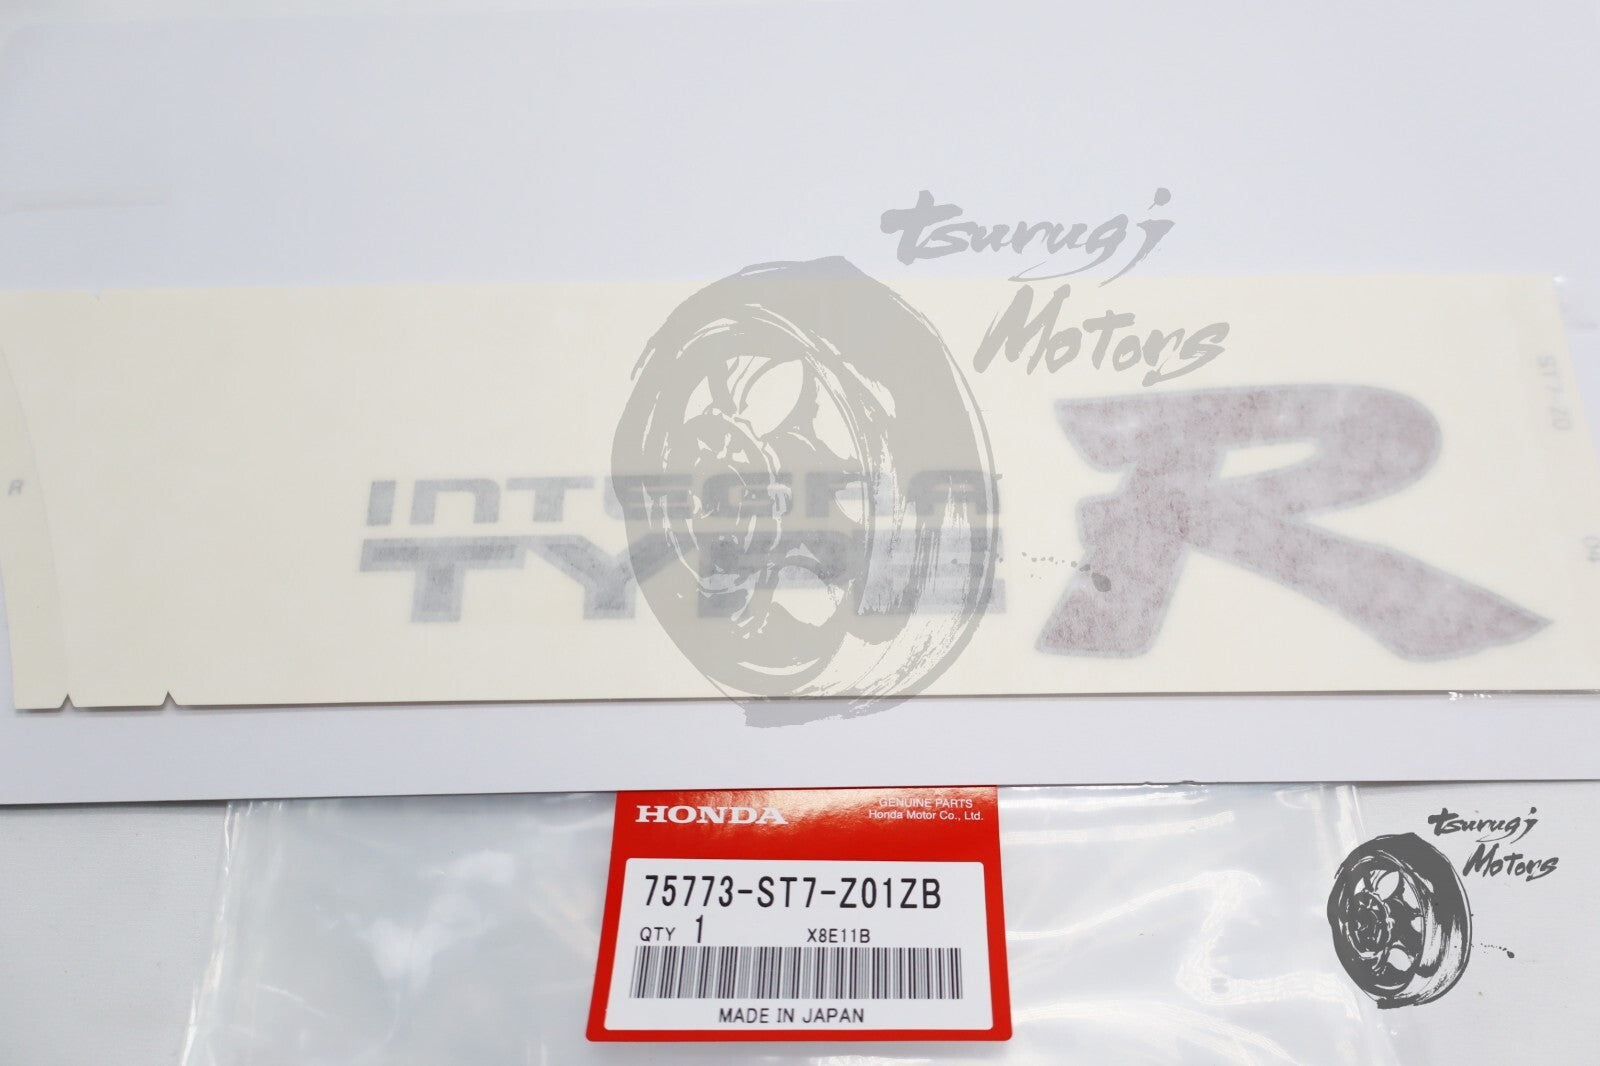 tsurugi
Motors
INTEGRA
TYPE R
R
HONDA
GENUINE PARTS
Honda Motor Co., Ltd.
75773-ST7-Z01ZB
QTY 1 X8E11B
MADE IN JAPAN
tsurugi
Motors